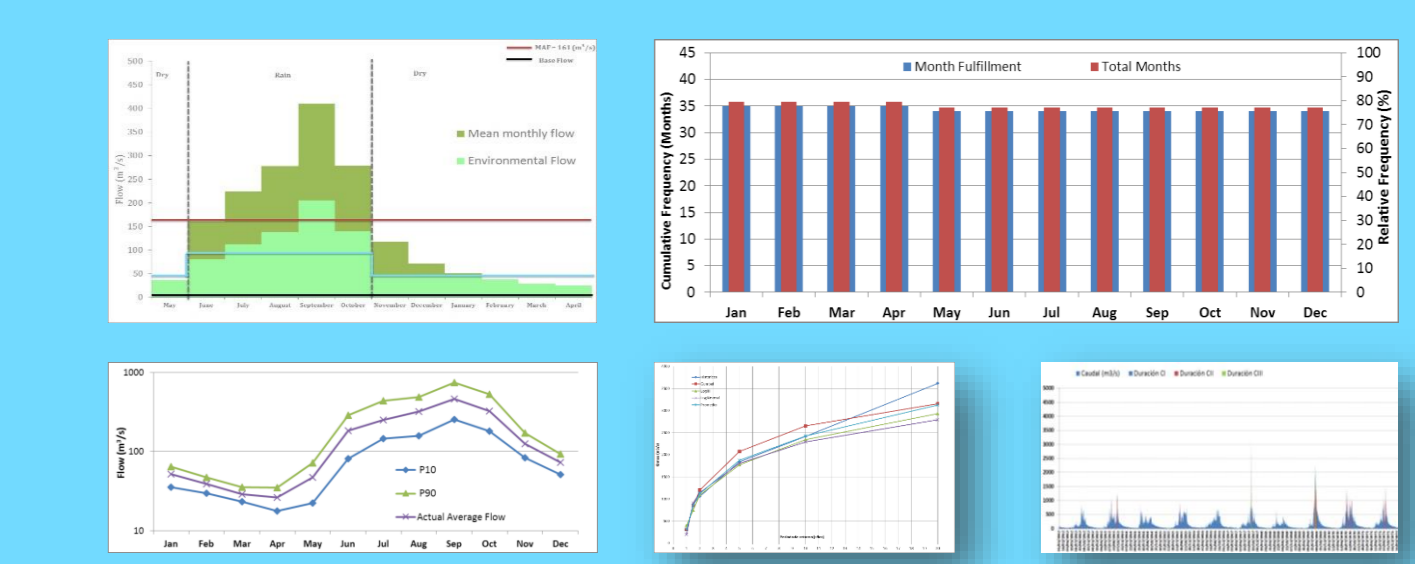 MAF = 161 (m³/s)
Base Flow
500
Dry
Rain
Dry
450
400
350
Mean monthly flow
300
Environmental Flow
250
200
150
100
50
0
Flow (m³/s)
May June July August September October November December January February March April
45
100
Month Fulfillment
Total Months
40
90
35
80
30
70
25
60
20
50
15
40
10
30
5
20
0
10
0
Cumulative Frequency (Months)
Relative Frequency (%)
Jan Feb Mar Apr May Jun Jul Aug Sep Oct Nov Dec
1000
100
10
Flow (m³/s)
P10
P90
Actual Average Flow
Jan Feb Mar Apr May Jun Jul Aug Sep Oct Nov Dec
Caudal (m3/s) Duración CI Duración CII Duración CIII
5000
4500
4000
3500
3000
2500
2000
1500
1000
500
0